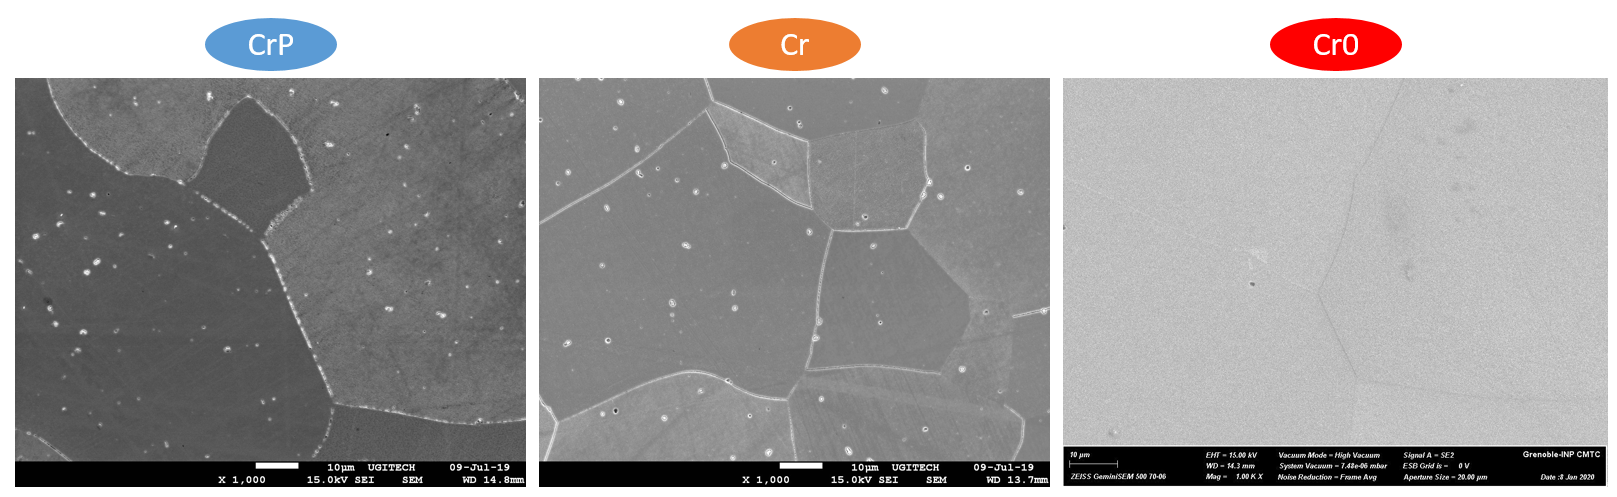 CrP
Cr
Cr0
10µm UGITECH 09-Jul-19
X 1,000 15.0kV SEI SEM WD 14.8mm
10µm UGITECH 09-Jul-19
X 1,000 15.0kV SEI SEM WD 13.7mm
10 µm EHT = 15.00 kV Vacuum Mode = High Vacuum Signal A = SE2 Grenoble-INP CMTC
WD = 14.3 mm System Vacuum = 7.48e-06 mbar ESB Grid is = 0 V
ZEISS GeminiSEM 500 70-06 Mag = 1.00 K X Noise Reduction = Frame Avg Aperture Size = 20.00 µm Date :8 Jan 2020